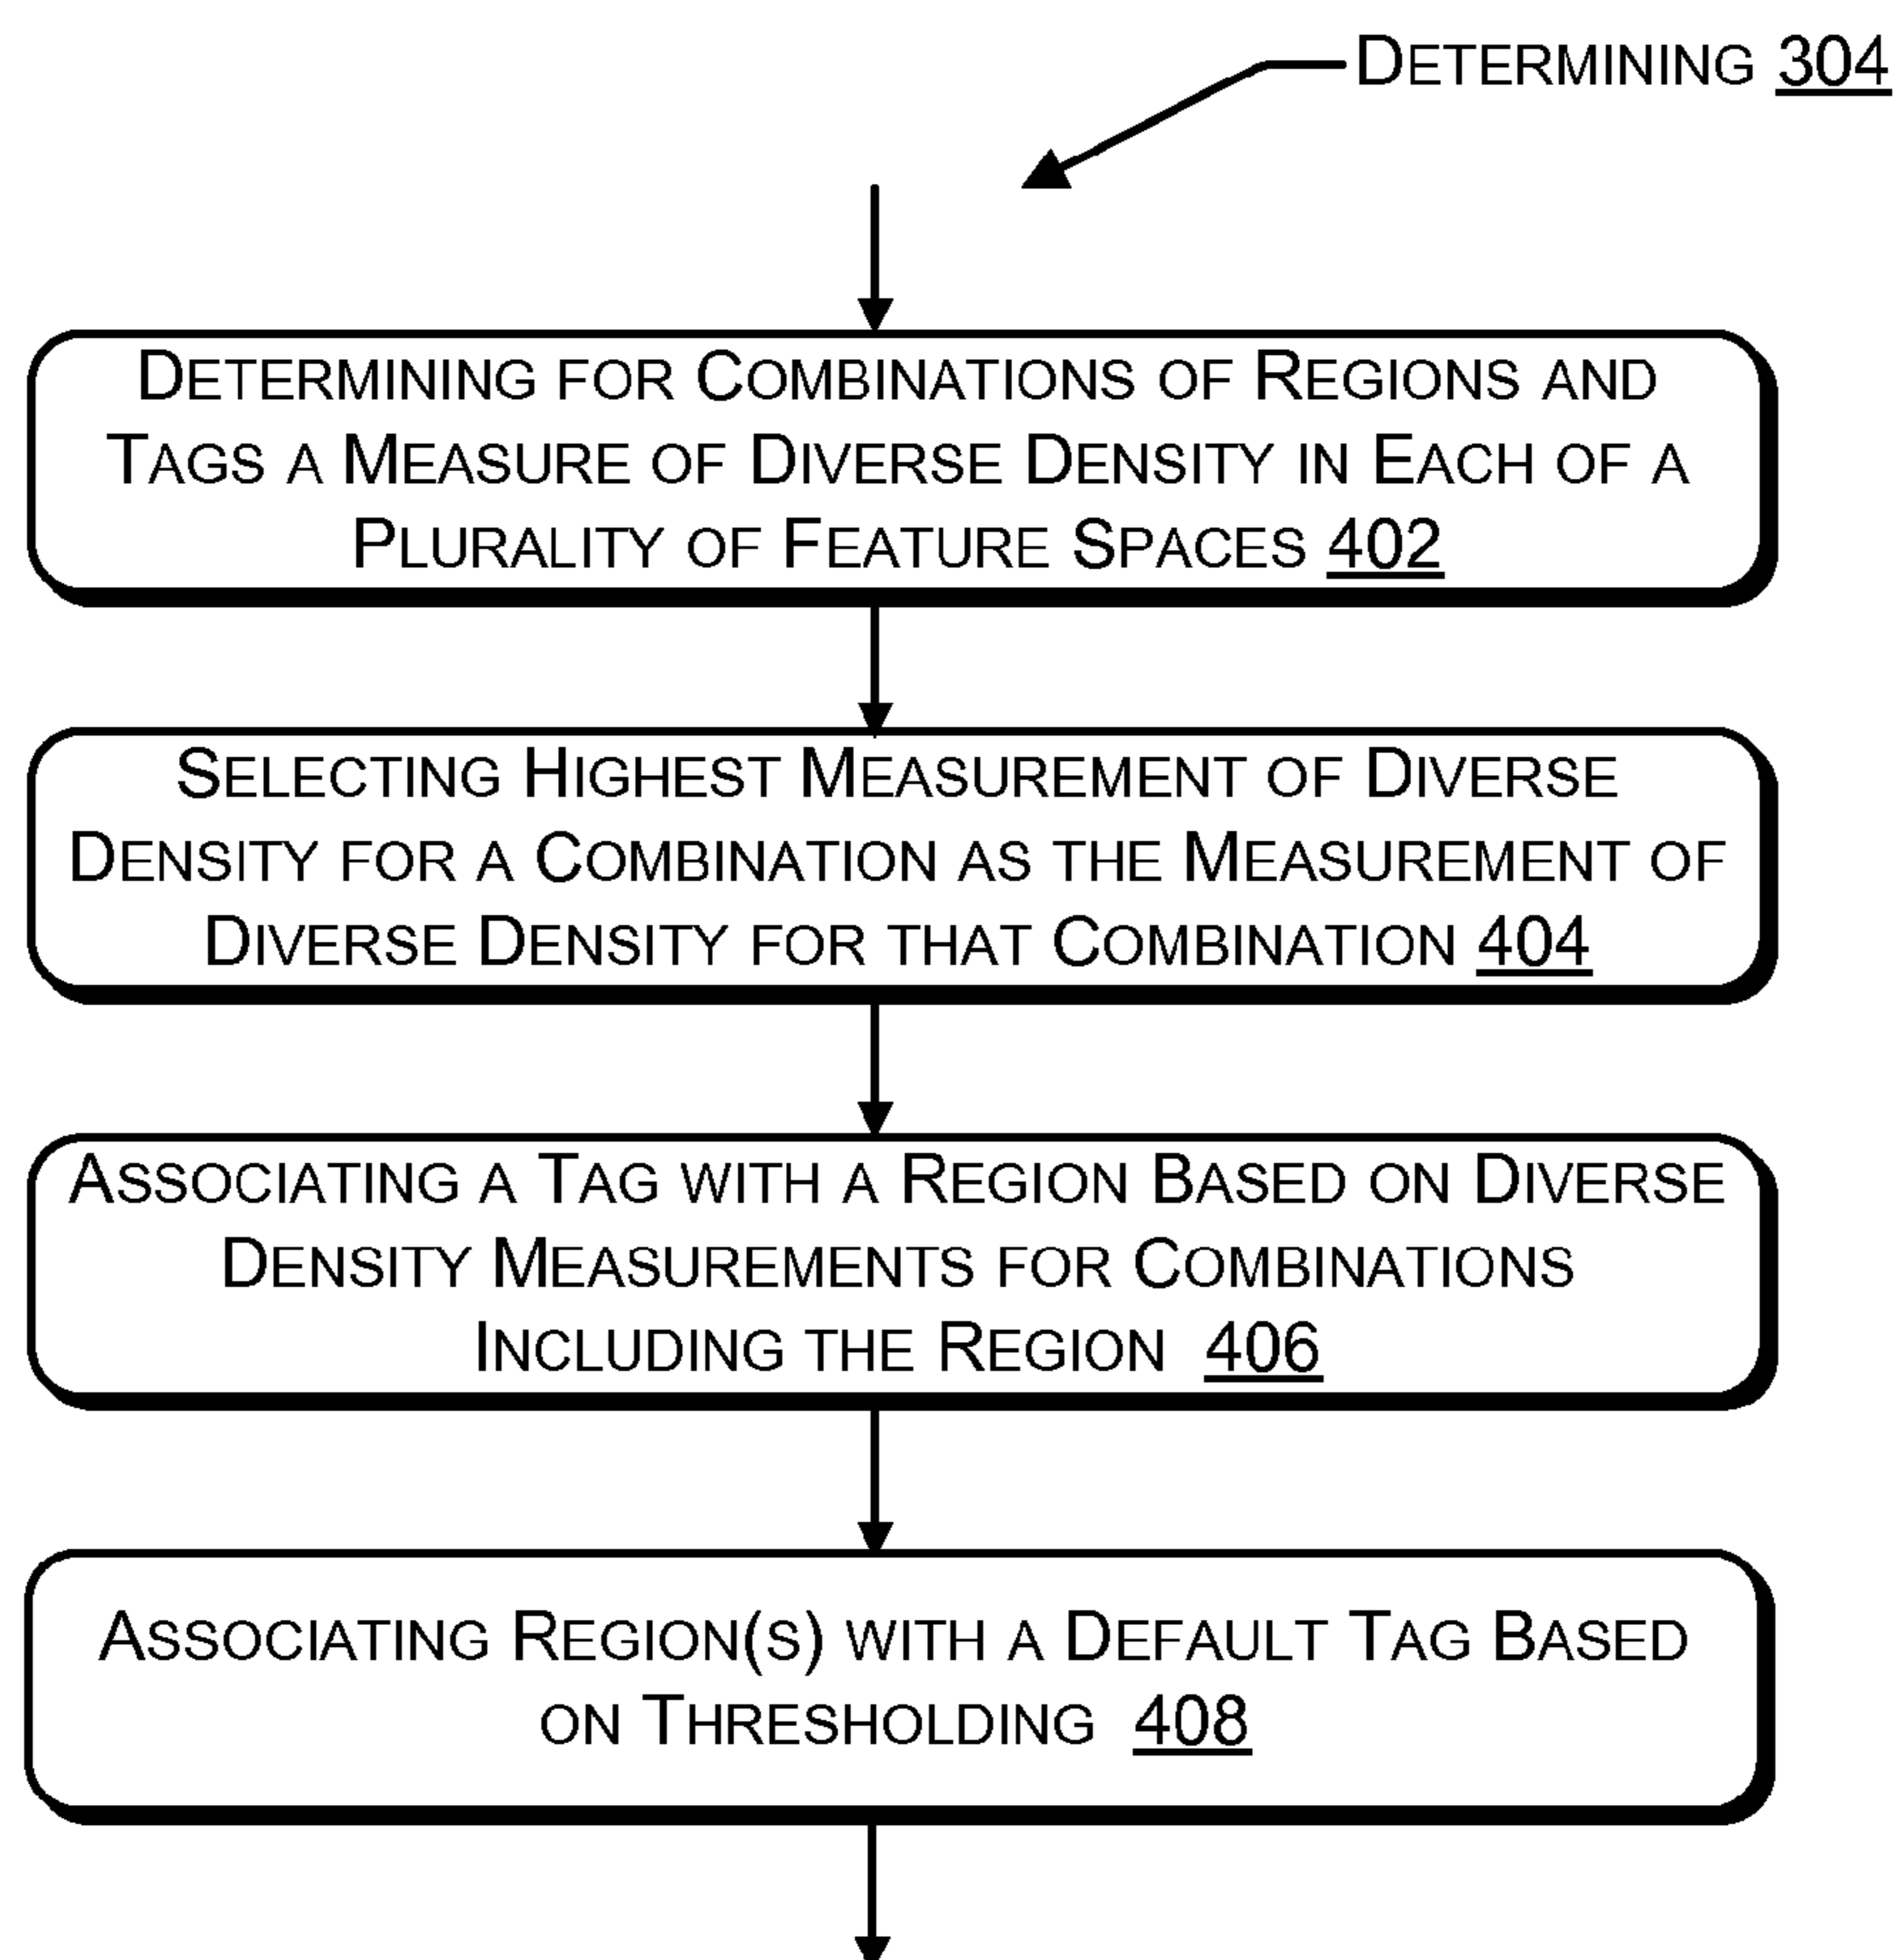 DETERMINING 304
DETERMINING FOR COMBINATIONS OF REGIONS AND
TAGS A MEASURE OF DIVERSE DENSITY IN EACH OF A
PLURALITY OF FEATURE SPACES 402
SELECTING HIGHEST MEASUREMENT OF DIVERSE
DENSITY FOR A COMBINATION AS THE MEASUREMENT OF
DIVERSE DENSITY FOR THAT COMBINATION 404
ASSOCIATING A TAG WITH A REGION BASED ON DIVERSE
DENSITY MEASUREMENTS FOR COMBINATIONS
INCLUDING THE REGION 406
ASSOCIATING REGION(S) WITH A DEFAULT TAG BASED
ON THRESHOLDING 408